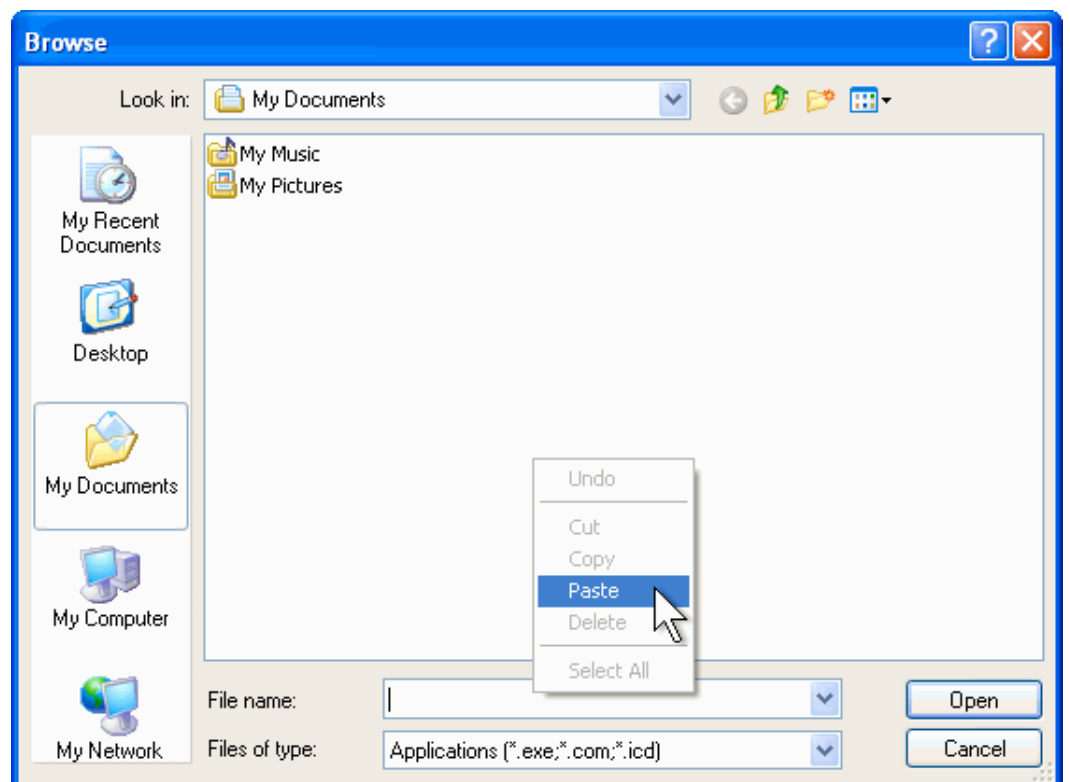 Browse
Look in:
My Documents
My Music
My Pictures
My Recent
Documents
Desktop
My Documents
My Computer
My Network
Undo
Cut
Copy
Paste
Delete
Select All
File name:
Open
Files of type:
Applications (*.exe;*.com;*.icd)
Cancel